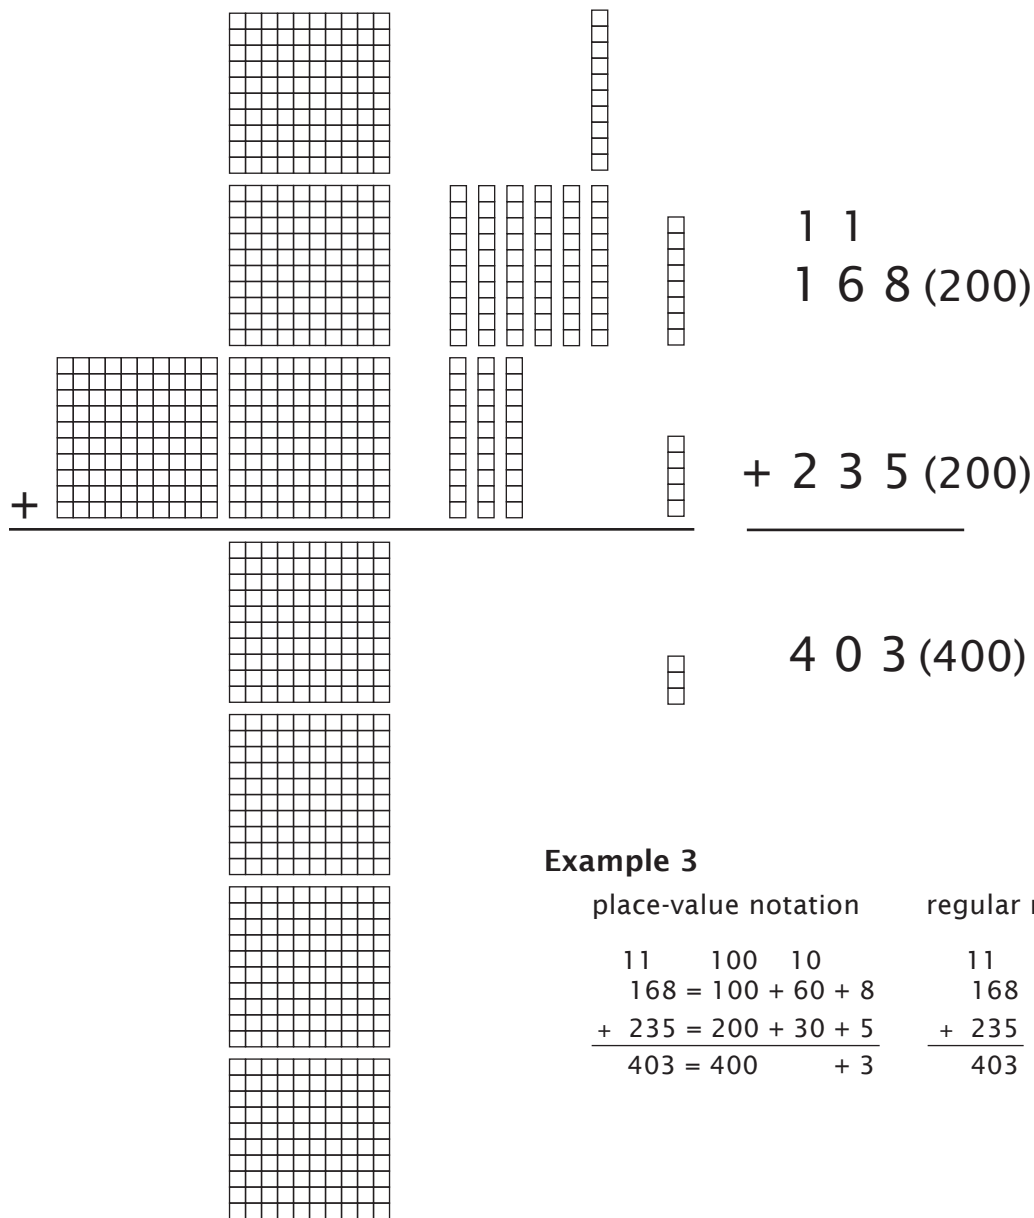 1 1
1 6 8 (200)
+ 2 3 5 (200)
+
4 0 3 (400)
Example 3
place-value notation
11 100 10
168 = 100 + 60 + 8
+ 235 = 200 + 30 + 5
403 = 400 + 3
regular
11
168
+ 235
403